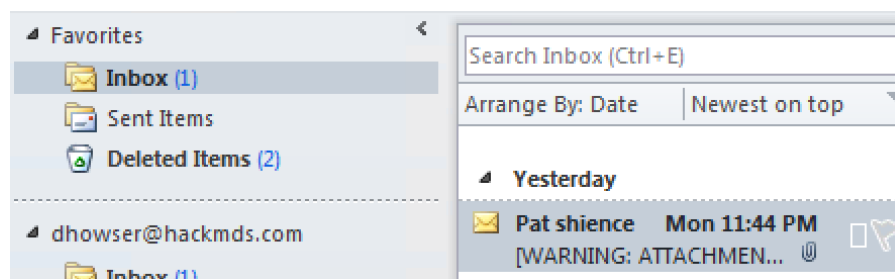 Favorites
Inbox (1)
Sent Items
Deleted Items (2)
dhowser@hackmds.com
Inbox (1)
Search Inbox (Ctrl+E)
Arrange By: Date Newest on top
Yesterday
Pat shience Mon 11:44 PM
[WARNING: ATTACHMEN...